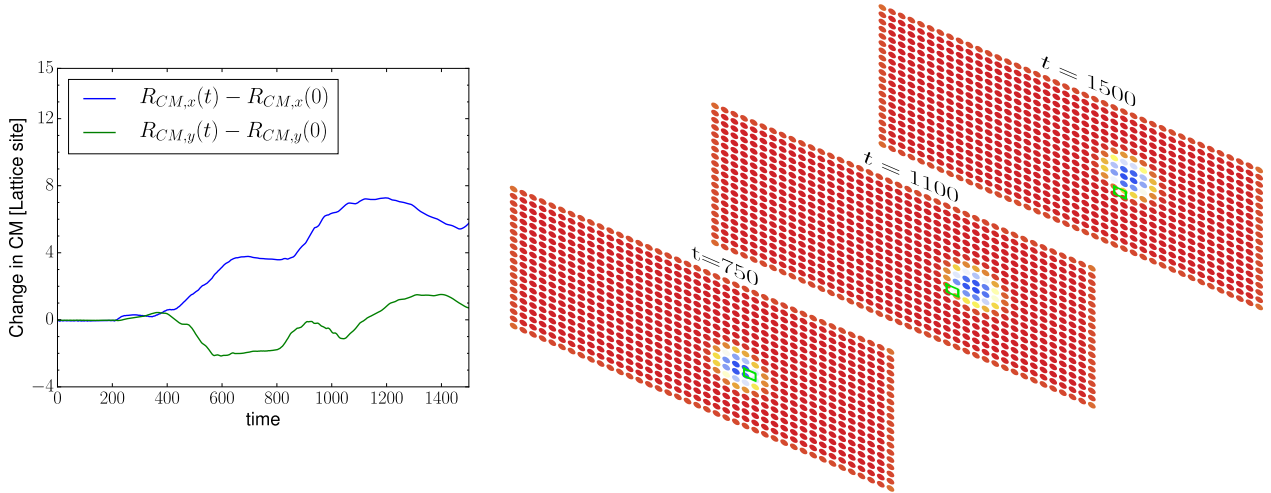 15
12
8
4
0
−4
Change in CM [Lattice site]
R_{CM,x}(t) − R_{CM,x}(0)
R_{CM,y}(t) − R_{CM,y}(0)
0 200 400 600 800 1000 1200 1400
time
t=750
t = 1100
t = 1500